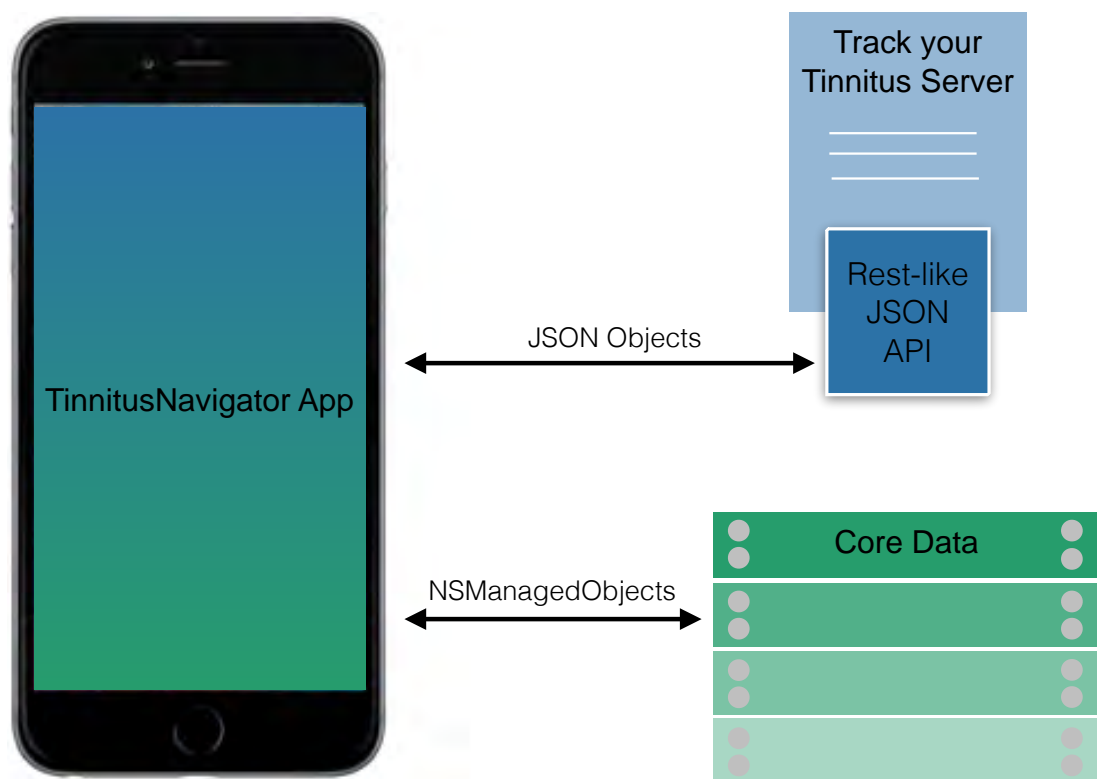 Track your
Tinnitus Server
Rest-like
JSON
API
JSON Objects
TinnitusNavigator App
Core Data
NSManagedObjects